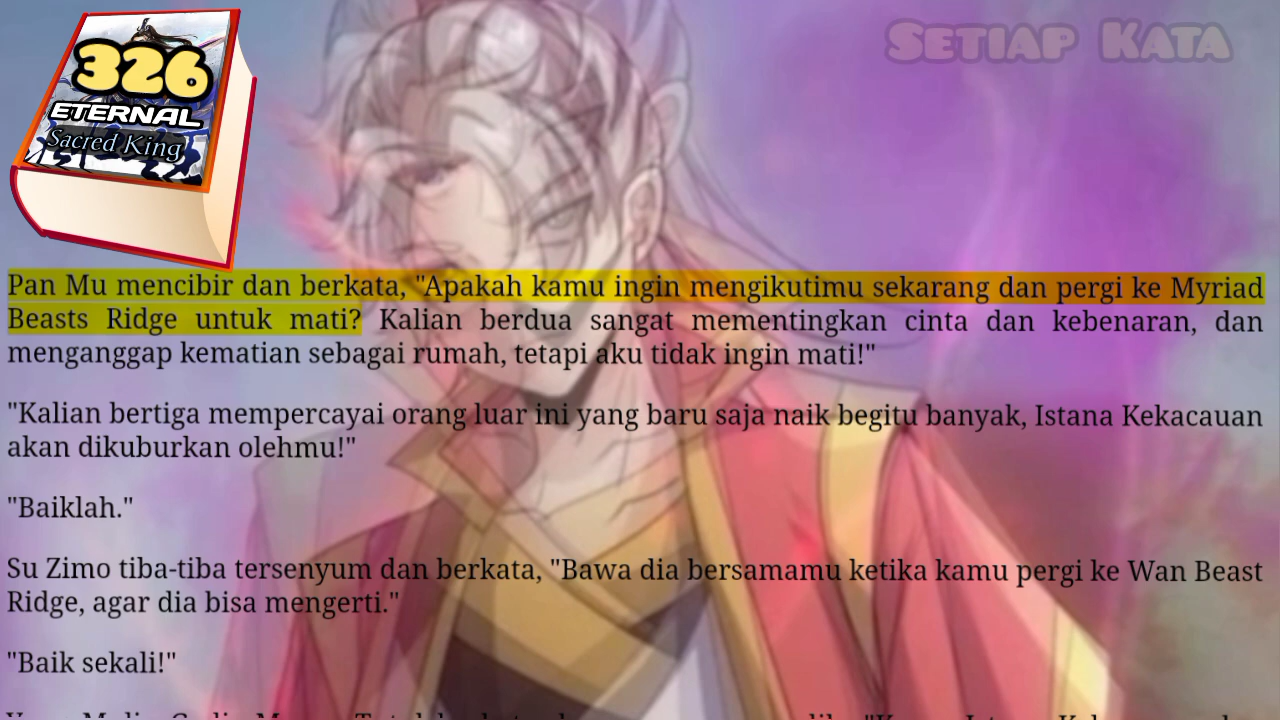 326
ETERNAL
Sacred King
Setiap Kata
Pan Mu mencibir dan berkata, "Apakah kamu ingin mengikutimu sekarang dan pergi ke Myriad
Beasts Ridge untuk mati? Kalian berdua sangat mementingkan cinta dan kebenaran, dan
menganggap kematian sebagai rumah, tetapi aku tidak ingin mati!"
"Kalian bertiga mempercayai orang luar ini yang baru saja naik begitu banyak, Istana Kekacauan
akan dikuburkan olehmu!"
"Baiklah."
Su Zimo tiba-tiba tersenyum dan berkata, "Bawa dia bersamamu ketika kamu pergi ke Wan Beast
Ridge, agar dia bisa mengerti."
"Baik sekali!"